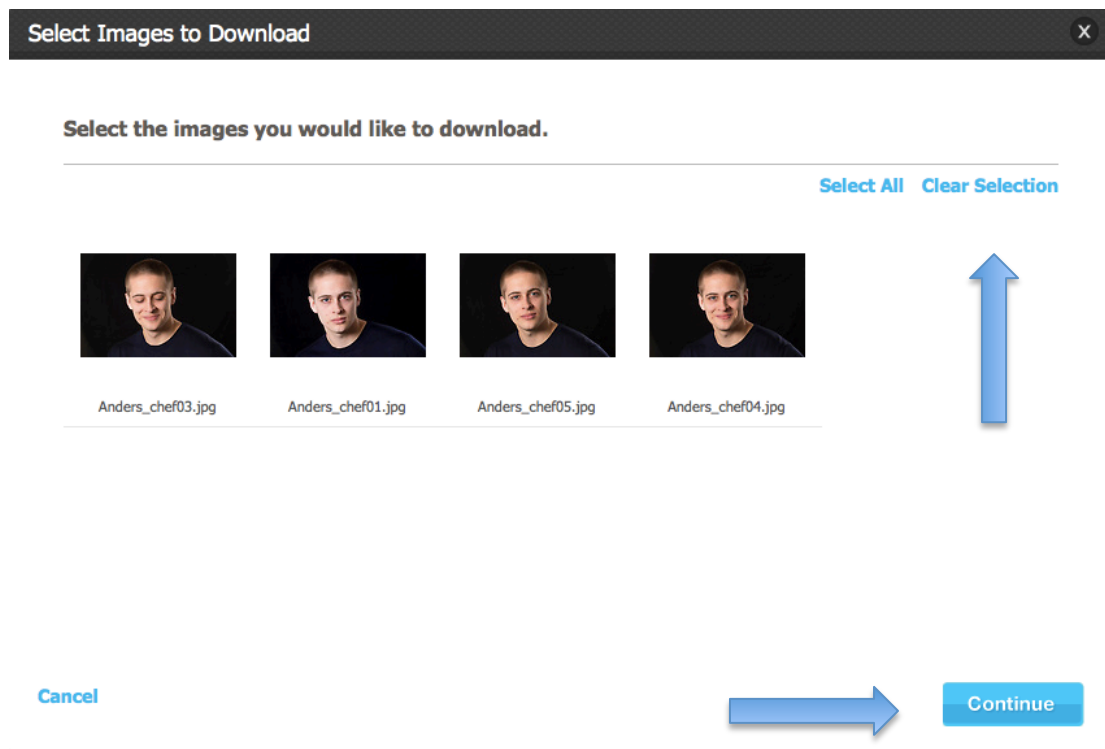 Select Images to Download
X
Select the images you would like to download.
Select All Clear Selection
Anders_chef03.jpg Anders_chef01.jpg Anders_chef05.jpg Anders_chef04.jpg
Cancel Continue